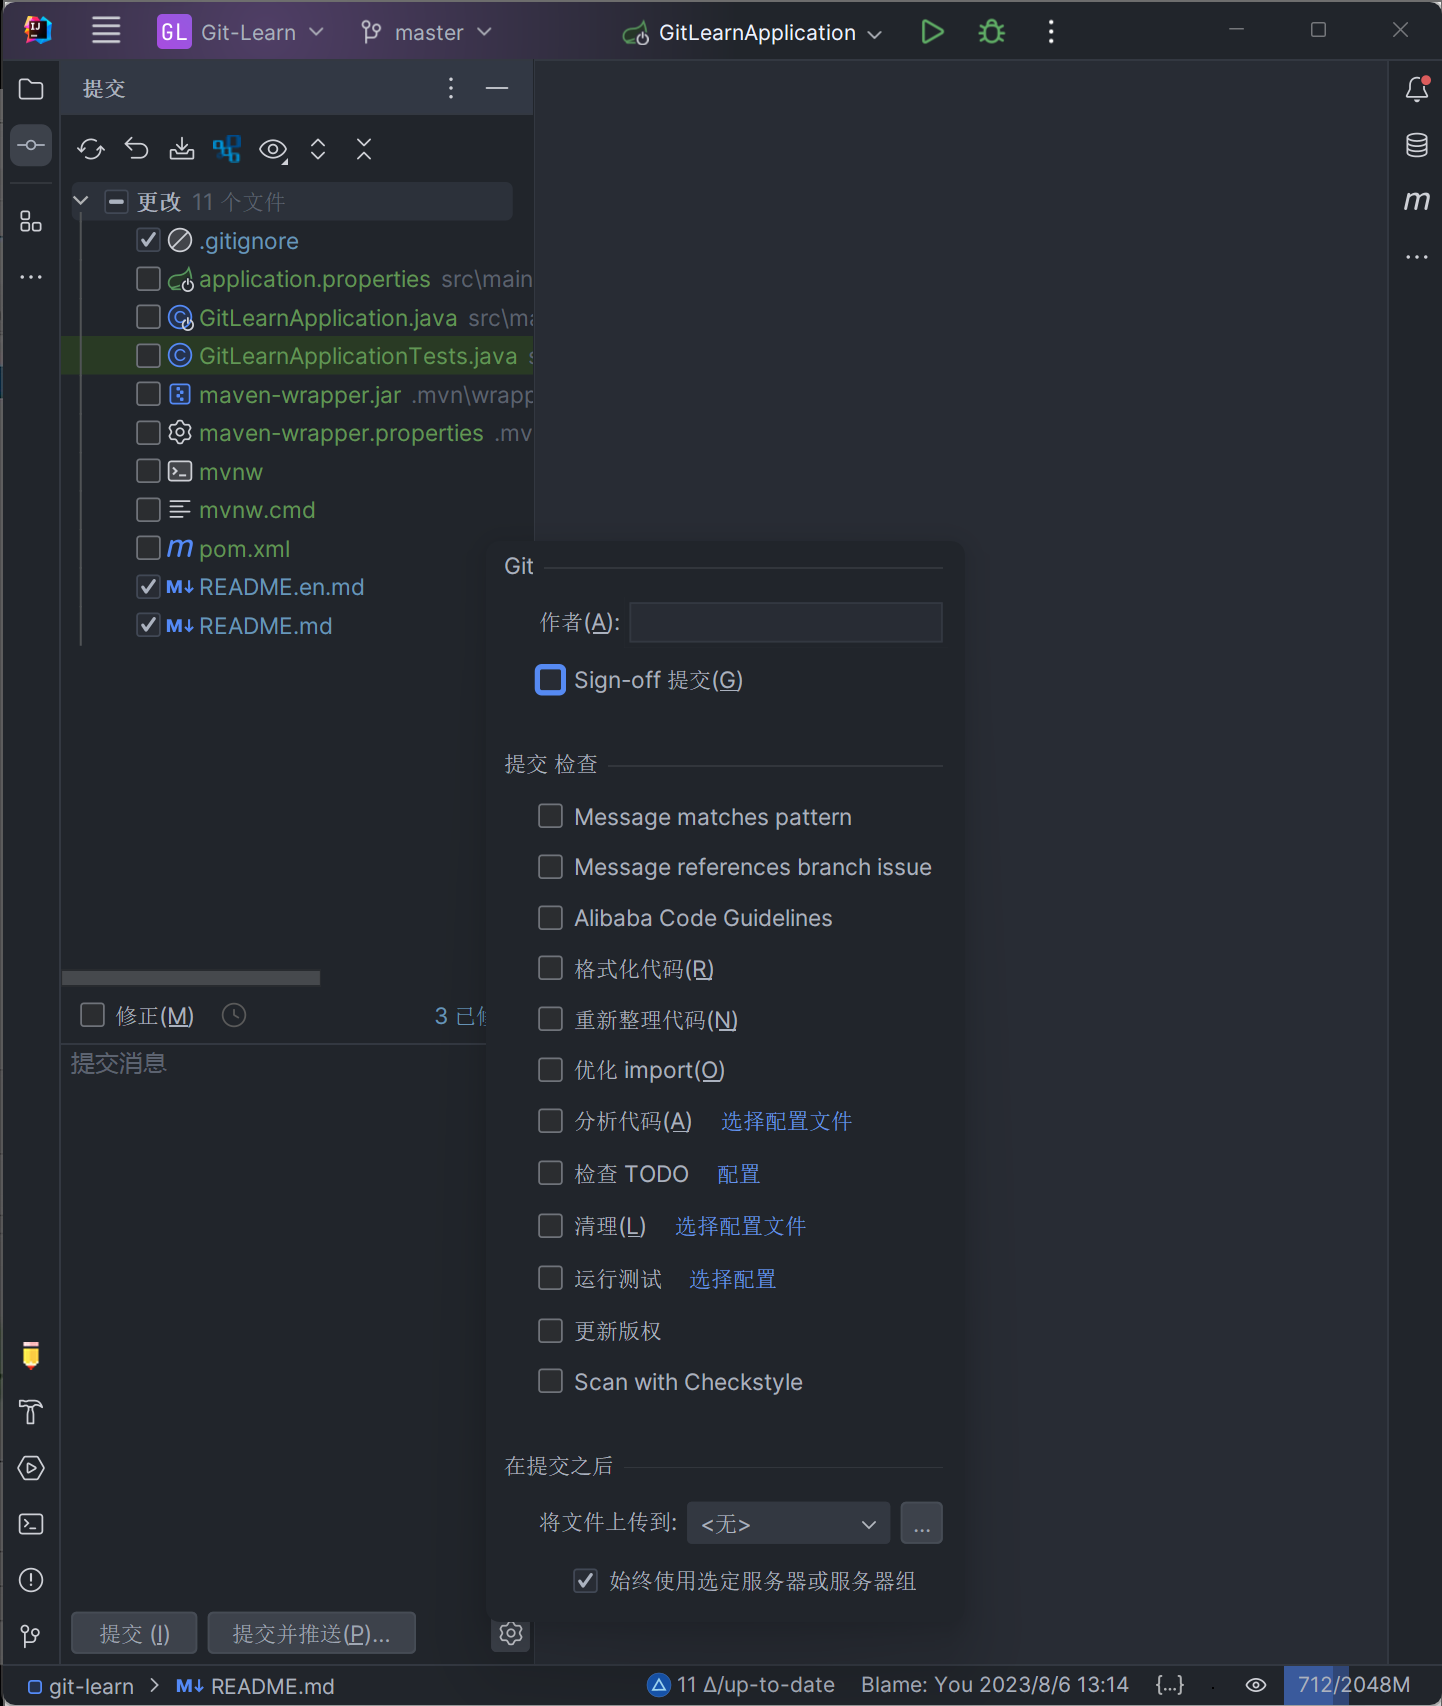 GL Git-Learn master GitLearnApplication
提交
更改 11 个文件
.gitignore
application.properties src\main
GitLearnApplication.java src\ma
GitLearnApplicationTests.java
maven-wrapper.jar .mvn\wrapp
maven-wrapper.properties .mv
mvnw
mvnw.cmd
pom.xml
README.en.md
README.md
修正(M) 3 已
提交消息
提交 (I) 提交并推送(P)...
Git
作者(A):
Sign-off 提交(G)
提交 检查
Message matches pattern
Message references branch issue
Alibaba Code Guidelines
格式化代码(R)
重新整理代码(N)
优化 import(O)
分析代码(A) 选择配置文件
检查 TODO 配置
清理(L) 选择配置文件
运行测试 选择配置
更新版权
Scan with Checkstyle
在提交之后
将文件上传到: <无> ...
始终使用选定服务器或服务器组
git-learn > M↓ README.md 11 Δ/up-to-date Blame: You 2023/8/6 13:14 {...} 712/2048M